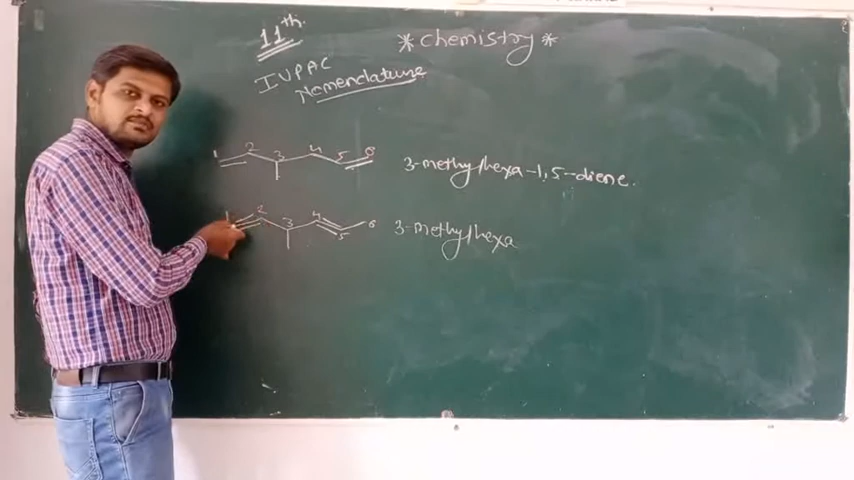 11th.
* Chemistry *
IUPAC
Nomenclature
1 2 3 4 5 6
3-methylhexa-1,5-diene.
1 2 3 4 5 6
3-methylhexa